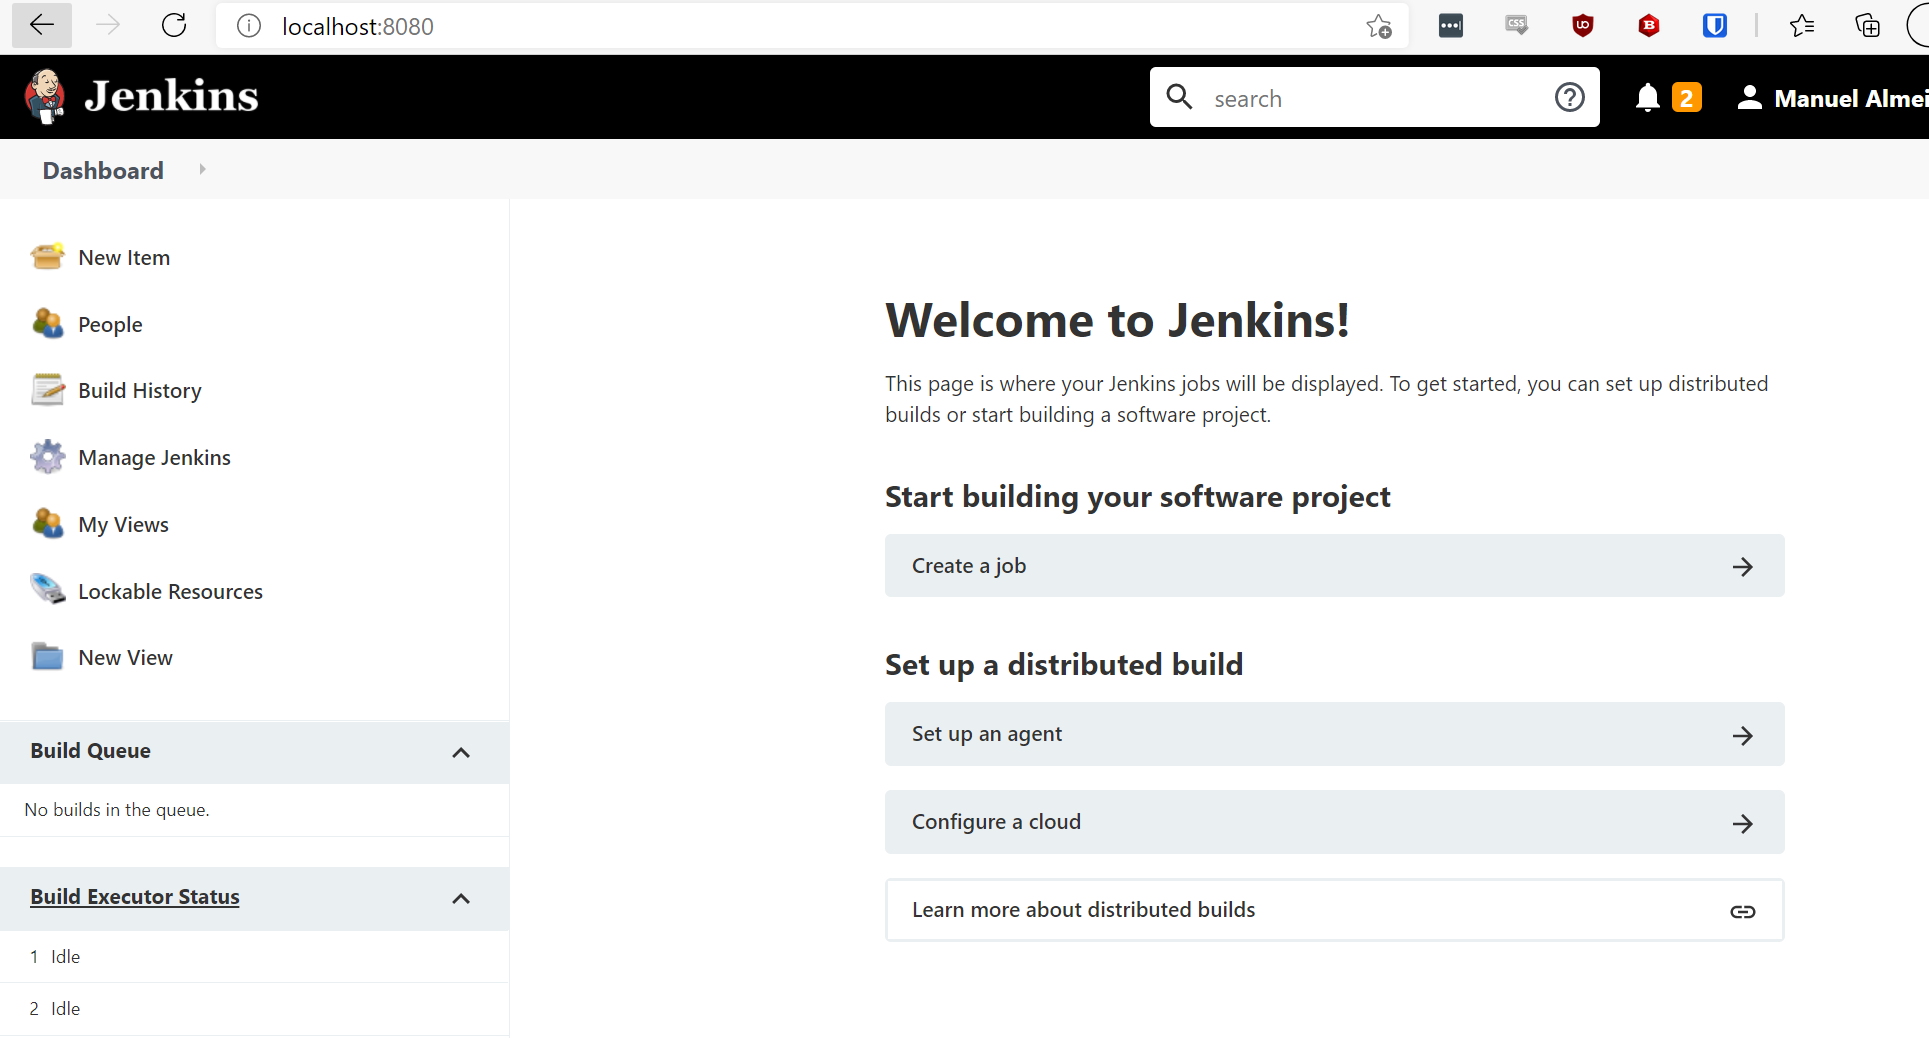 localhost:8080
CSS
Jenkins
search
2
Manuel Almei
Dashboard
New Item
People
Build History
Manage Jenkins
My Views
Lockable Resources
New View
Build Queue
No builds in the queue.
Build Executor Status
1 Idle
2 Idle
Welcome to Jenkins!
This page is where your Jenkins jobs will be displayed. To get started, you can set up distributed
builds or start building a software project.
Start building your software project
Create a job
Set up a distributed build
Set up an agent
Configure a cloud
Learn more about distributed builds